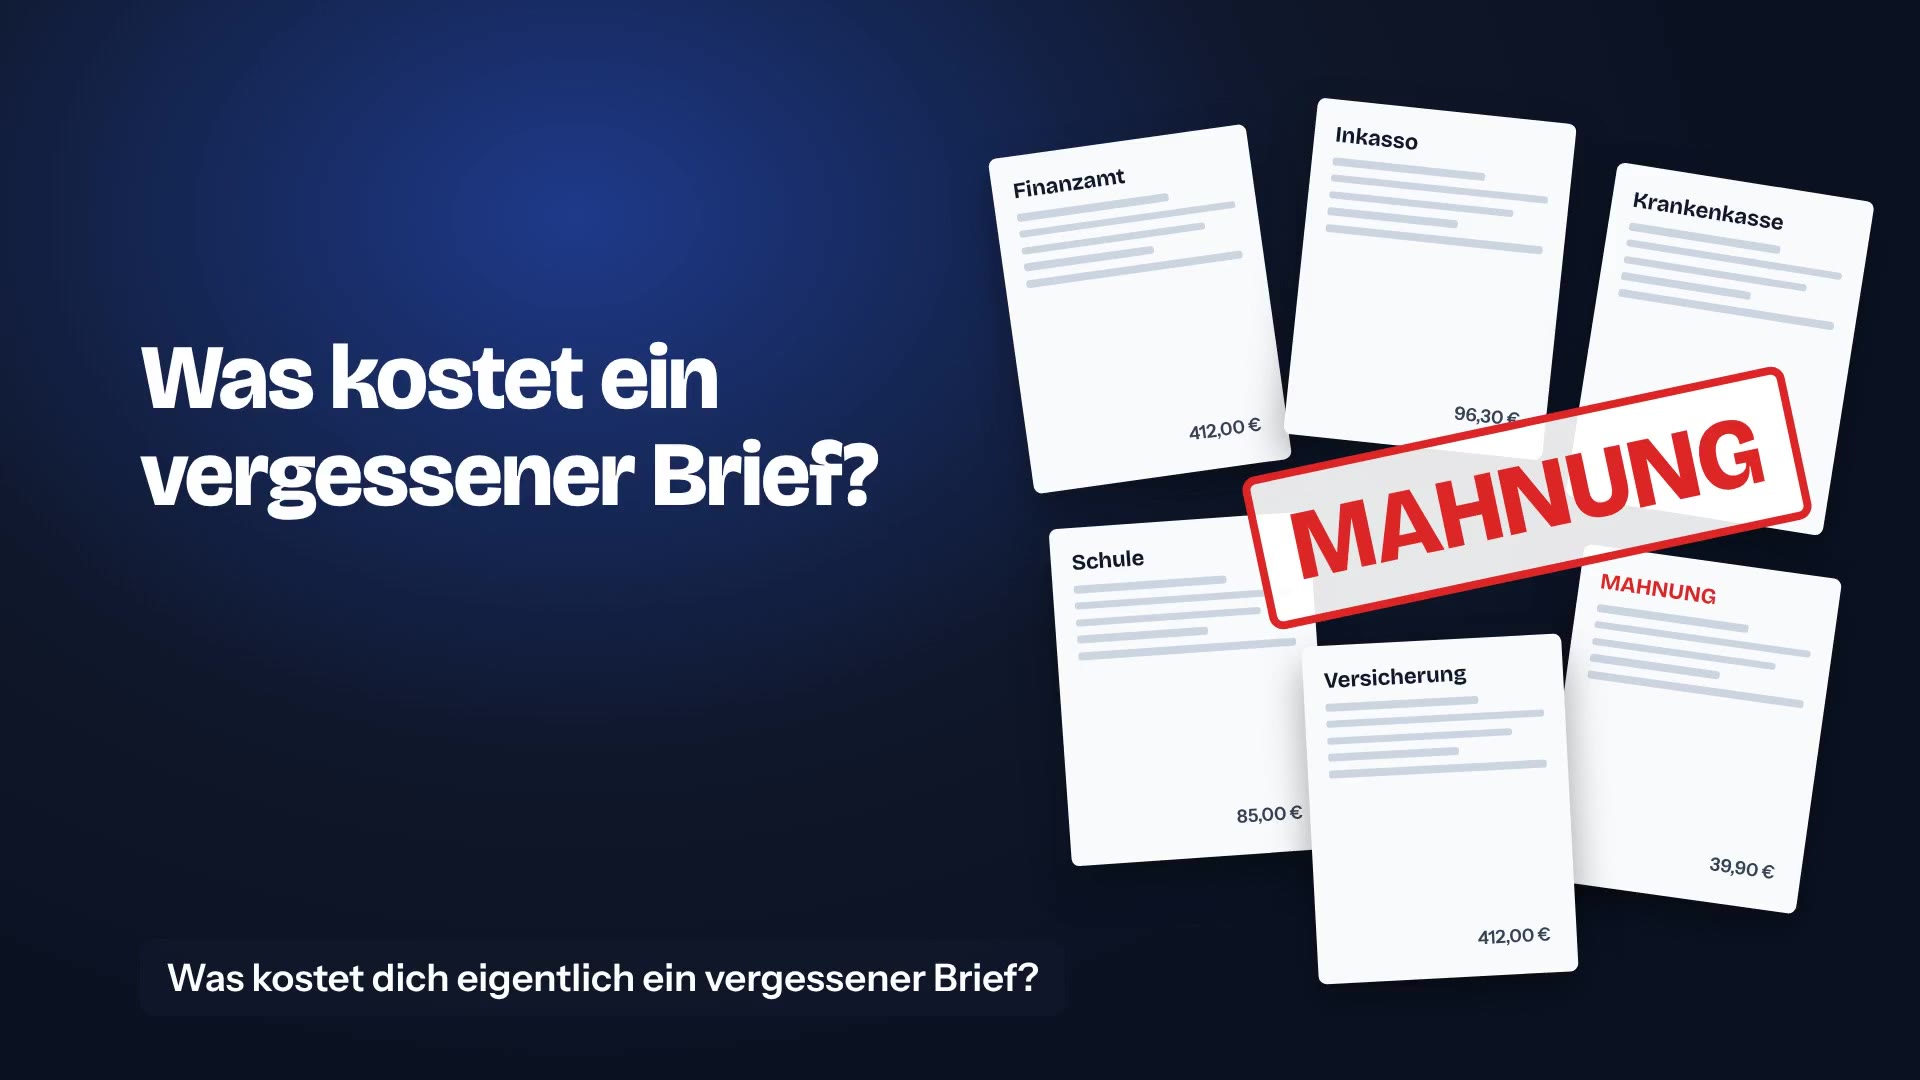 Was kostet ein
vergessener Brief?
Finanzamt
412,00 €
Inkasso
96,30 €
Krankenkasse
MAHNUNG
Schule
85,00 €
Versicherung
412,00 €
MAHNUNG
39,90 €
Was kostet dich eigentlich ein vergessener Brief?